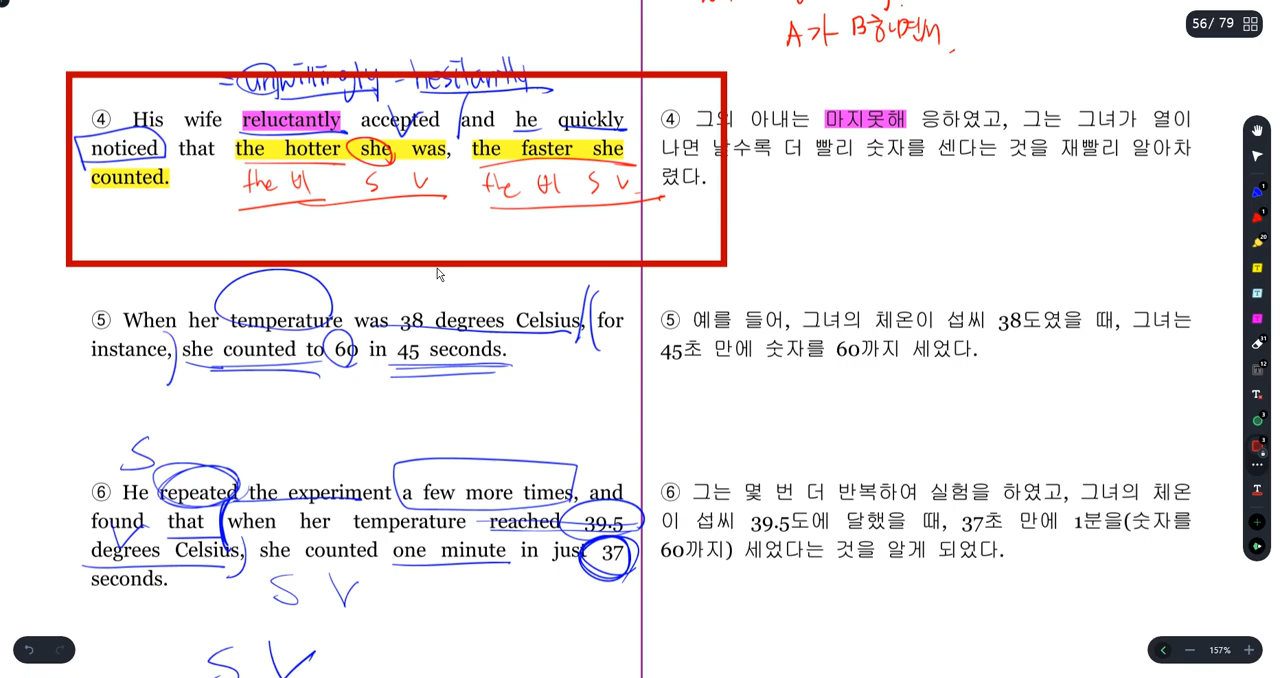 A가 B하면서
56/ 79
= unwillingly = hesitantly
④ His wife reluctantly accepted and he quickly
noticed that the hotter she was, the faster she
counted.
the 비 S V the 비 S V
④ 그의 아내는 마지못해 응하였고, 그는 그녀가 열이
나면 날수록 더 빨리 숫자를 센다는 것을 재빨리 알아차
렸다.
⑤ When her temperature was 38 degrees Celsius, for
instance, she counted to 60 in 45 seconds.
⑤ 예를 들어, 그녀의 체온이 섭씨 38도였을 때, 그녀는
45초 만에 숫자를 60까지 세었다.
S
⑥ He repeated the experiment a few more times, and
found that when her temperature reached 39.5
V
degrees Celsius, she counted one minute in just 37
seconds.
S V
⑥ 그는 몇 번 더 반복하여 실험을 하였고, 그녀의 체온
이 섭씨 39.5도에 달했을 때, 37초 만에 1분을(숫자를
60까지) 세었다는 것을 알게 되었다.
S V
157%